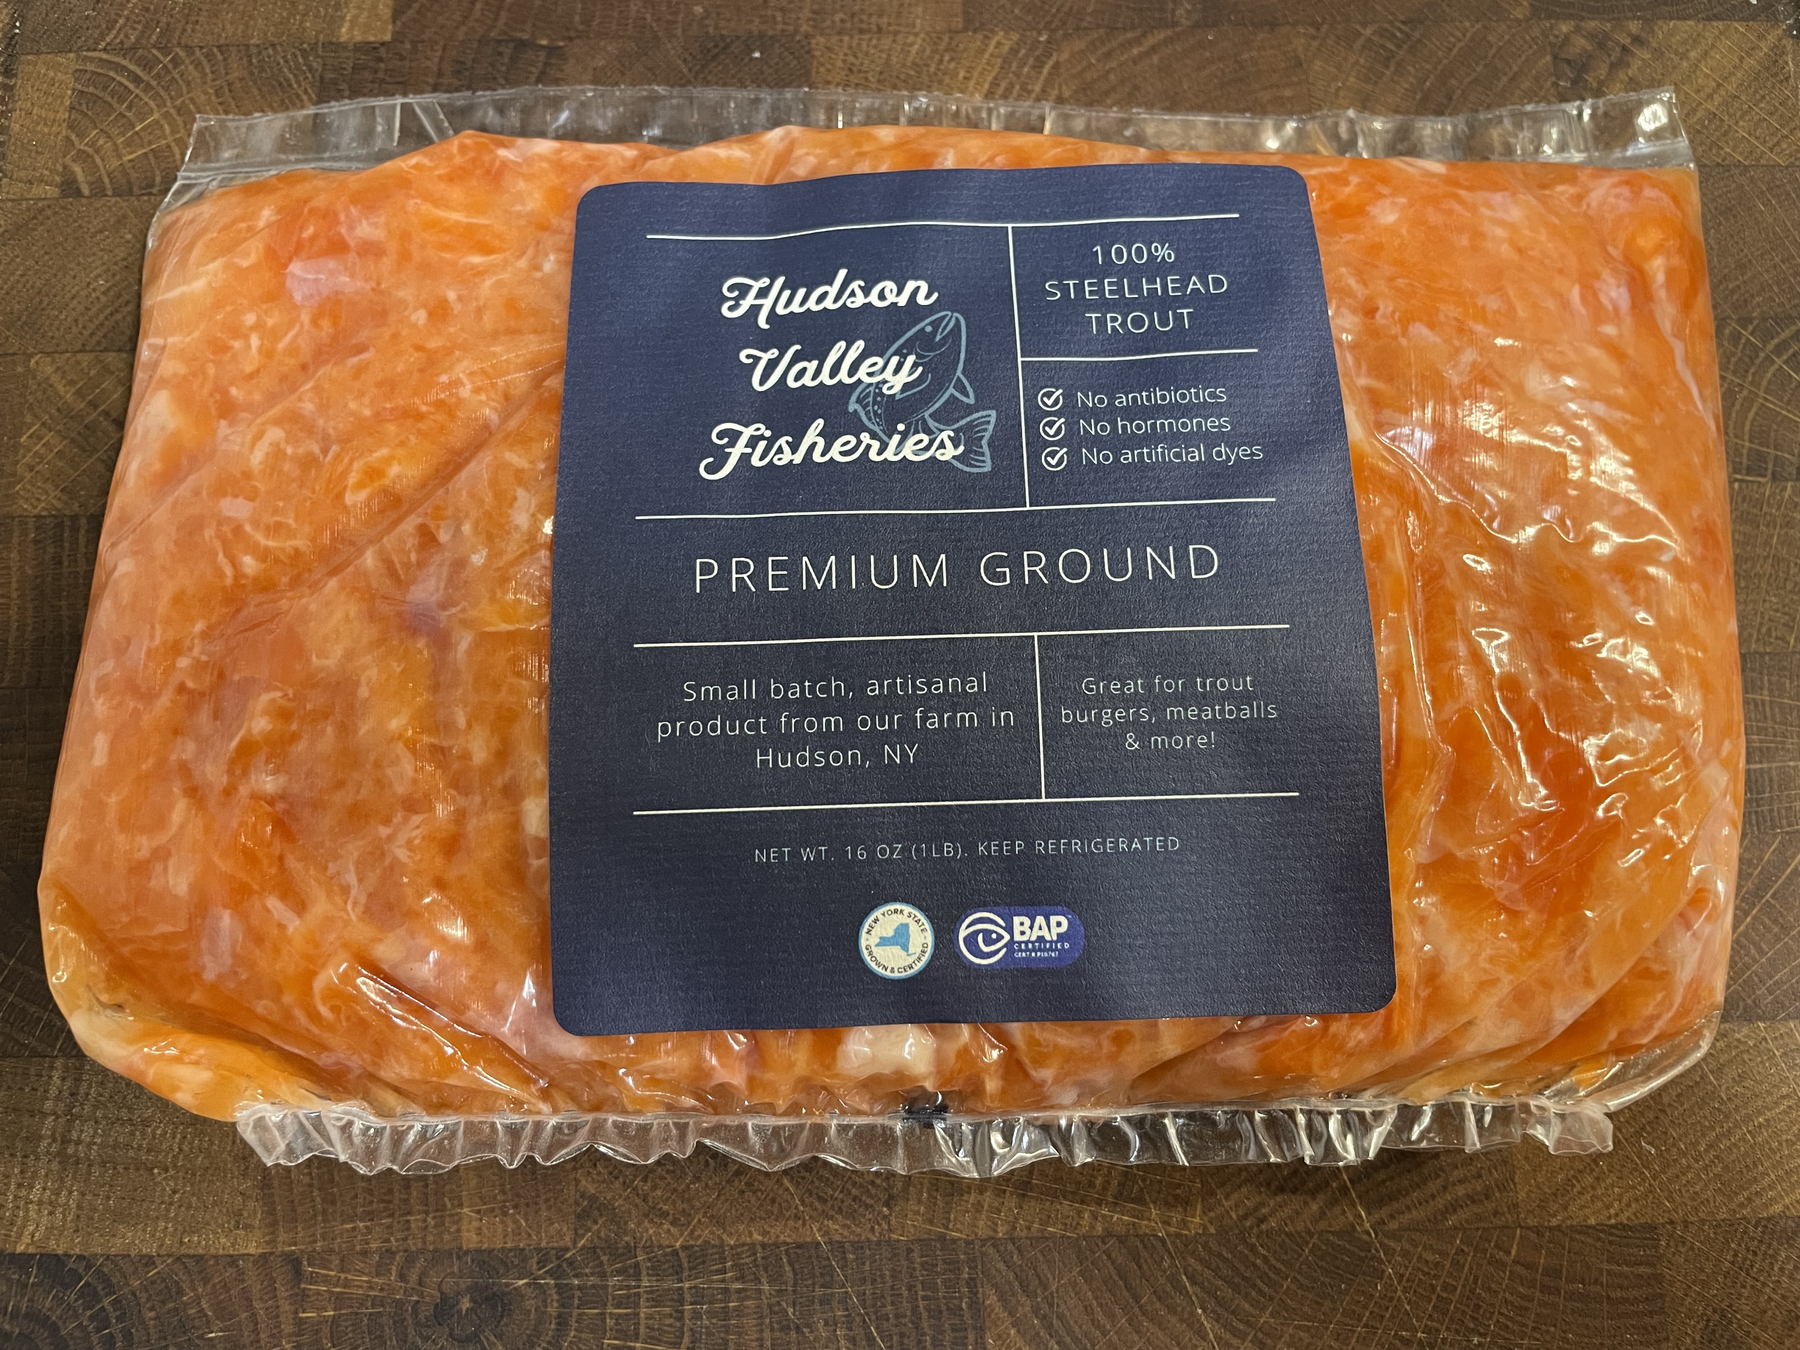 Hudson
Valley
Fisheries
100%
STEELHEAD
TROUT
No antibiotics
No hormones
No artificial dyes
PREMIUM GROUND
Small batch, artisanal
product from our farm in
Hudson, NY
Great for trout
burgers, meatballs
& more!
NET WT. 16 OZ (1LB). KEEP REFRIGERATED
NEW YORK STATE
GROWN & CERTIFIED
BAP
CERTIFIED